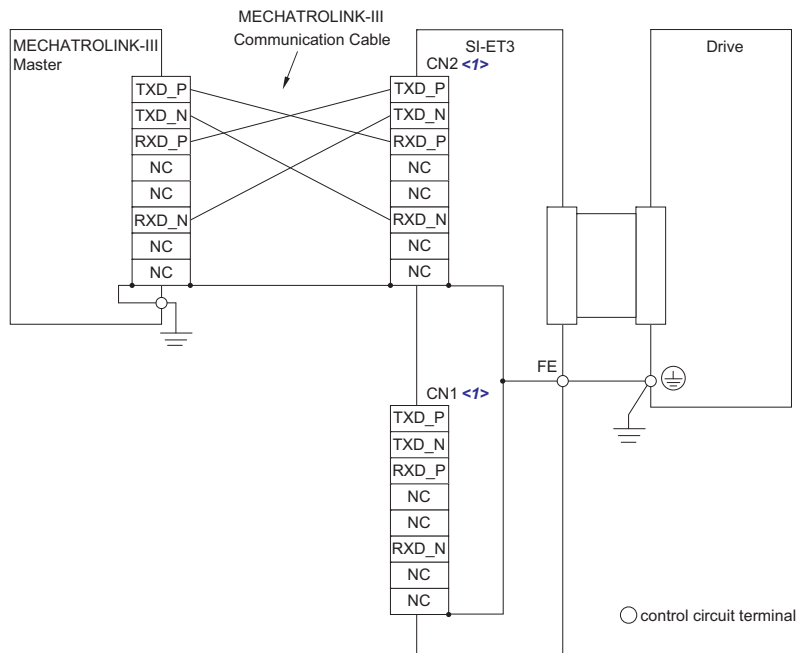 MECHATROLINK-III
Communication Cable
MECHATROLINK-III
Master
TXD_P
TXD_N
RXD_P
NC
NC
RXD_N
NC
NC
SI-ET3
CN2 <1>
TXD_P
TXD_N
RXD_P
NC
NC
RXD_N
NC
NC
Drive
FE
CN1 <1>
TXD_P
TXD_N
RXD_P
NC
NC
RXD_N
NC
NC
control circuit terminal